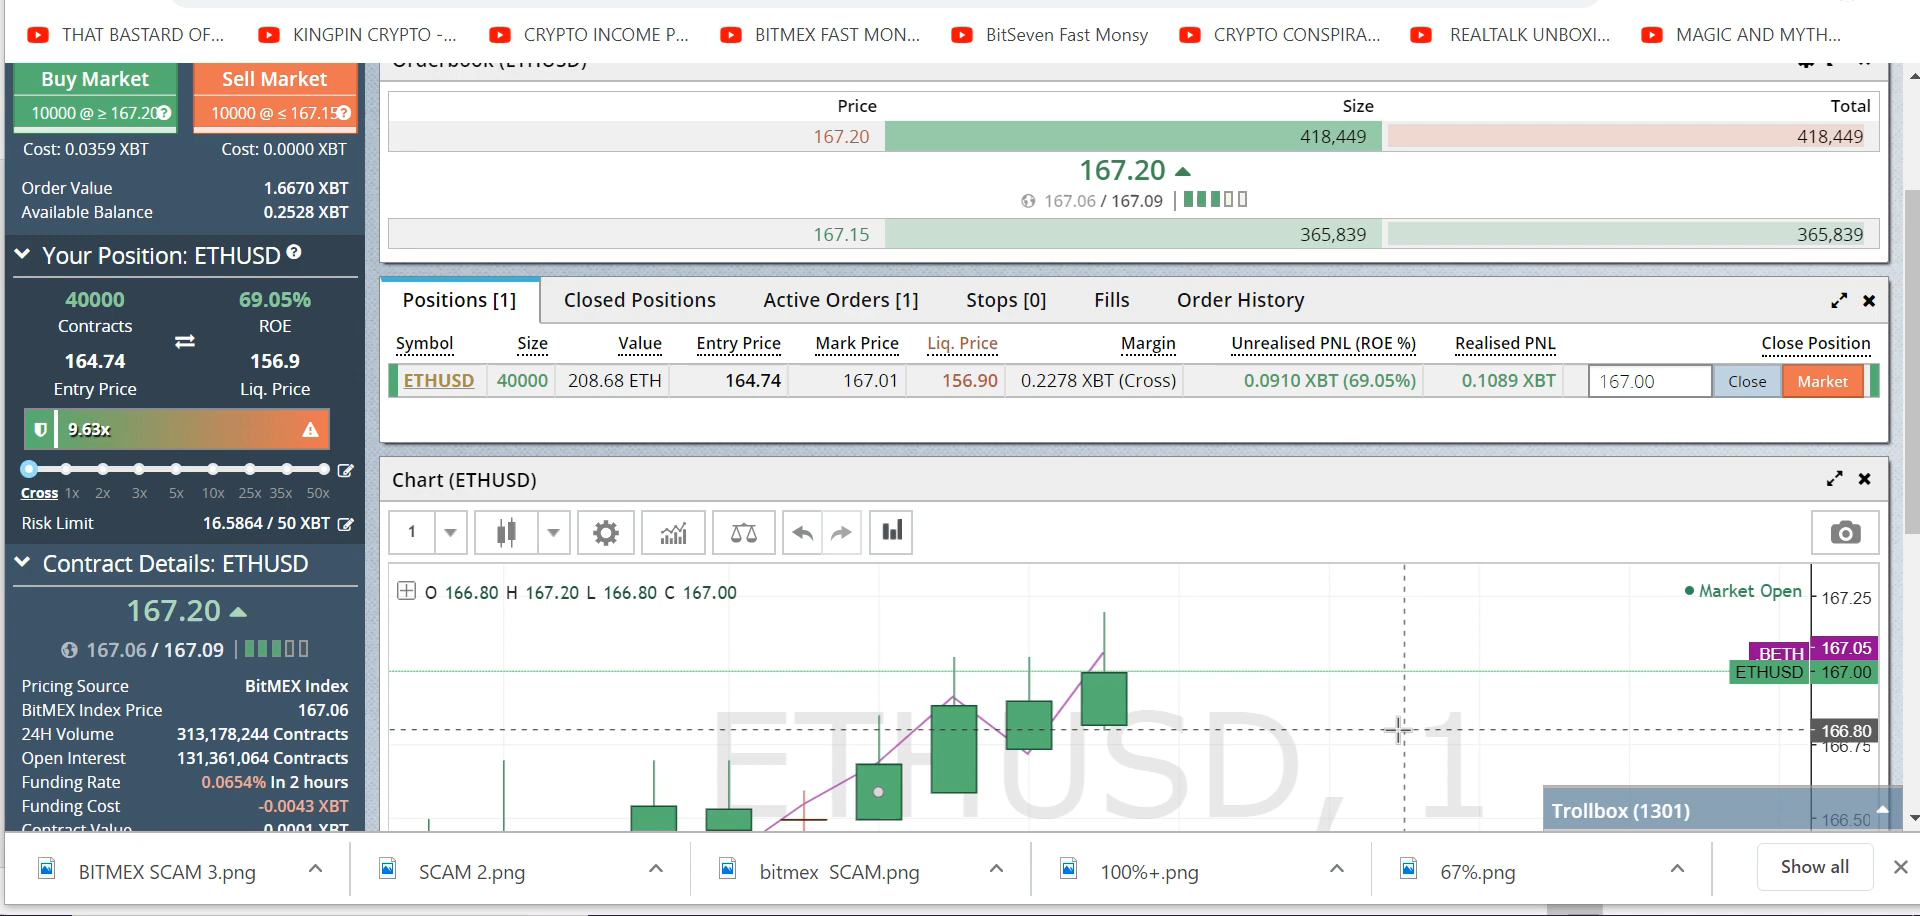 THAT BASTARD OF... KINGPIN CRYPTO -... CRYPTO INCOME P... BITMEX FAST MON... BitSeven Fast Monsy CRYPTO CONSPIRA... REALTALK UNBOXI... MAGIC AND MYTH...
Buy Market Sell Market
10000 @ ≥ 167.20 10000 @ ≤ 167.15
Cost: 0.0359 XBT Cost: 0.0000 XBT
Order Value 1.6670 XBT
Available Balance 0.2528 XBT
Your Position: ETHUSD
40000 69.05%
Contracts ROE
164.74 156.9
Entry Price Liq. Price
9.63x
Cross 1x 2x 3x 5x 10x 25x 35x 50x
Risk Limit 16.5864 / 50 XBT
Contract Details: ETHUSD
167.20
167.06 / 167.09
Pricing Source BitMEX Index
BitMEX Index Price 167.06
24H Volume 313,178,244 Contracts
Open Interest 131,361,064 Contracts
Funding Rate 0.0654% In 2 hours
Funding Cost -0.0043 XBT
Contract Value 0.0001 XBT
Orderbook (ETHUSD)
Price Size Total
167.20 418,449 418,449
167.20
167.06 / 167.09
167.15 365,839 365,839
Positions [1] Closed Positions Active Orders [1] Stops [0] Fills Order History
Symbol Size Value Entry Price Mark Price Liq. Price Margin Unrealised PNL (ROE %) Realised PNL Close Position
ETHUSD 40000 208.68 ETH 164.74 167.01 156.90 0.2278 XBT (Cross) 0.0910 XBT (69.05%) 0.1089 XBT 167.00 Close Market
Chart (ETHUSD)
1
O 166.80 H 167.20 L 166.80 C 167.00
Market Open
167.25
.BETH 167.05
ETHUSD 167.00
166.80
166.75
166.50
ETHUSD, 1
Trollbox (1301)
BITMEX SCAM 3.png SCAM 2.png bitmex SCAM.png 100%+.png 67%.png Show all